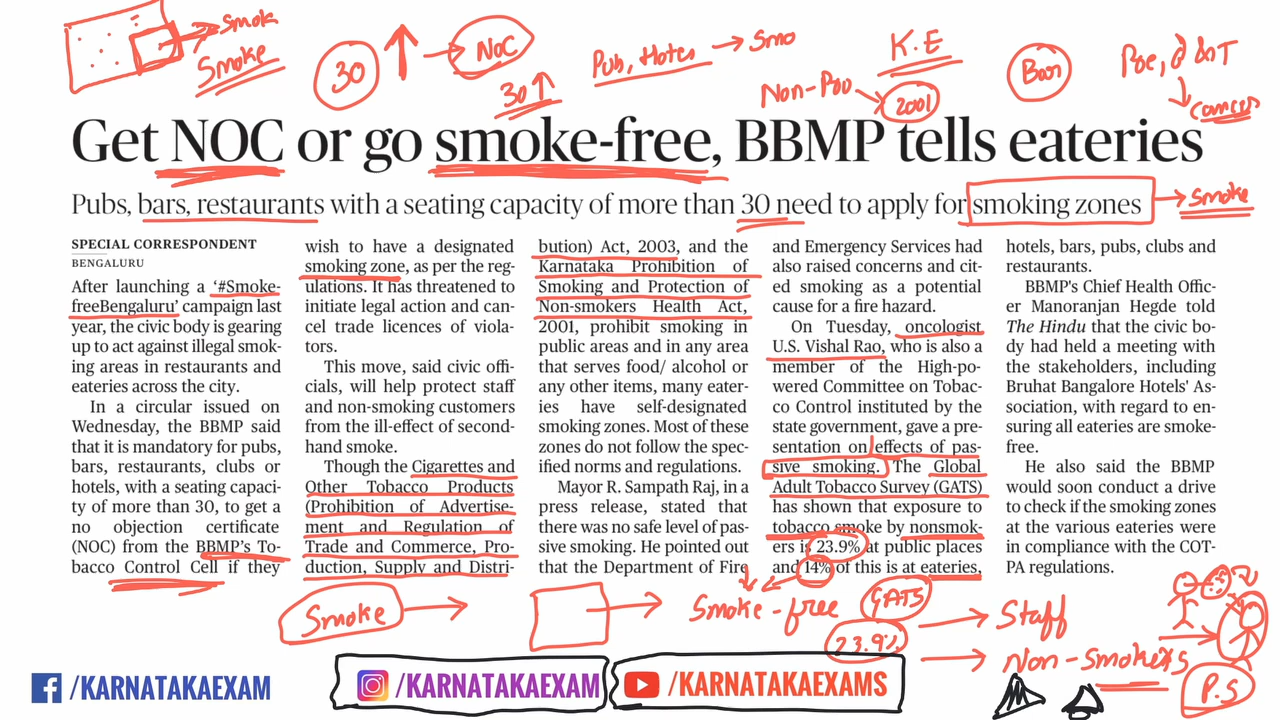 Smok
Smoke
30
NOC
30
Pub, Hotes
Smo
K.E
Non-Poo
2001
Ban
cancer
Get NOC or go smoke-free, BBMP tells eateries
Pubs, bars, restaurants with a seating capacity of more than 30 need to apply for smoking zones
Smoke
SPECIAL CORRESPONDENT
BENGALURU
After launching a ‘#Smoke-
freeBengaluru’ campaign last
year, the civic body is gearing
up to act against illegal smok-
ing areas in restaurants and
eateries across the city.
In a circular issued on
Wednesday, the BBMP said
that it is mandatory for pubs,
bars, restaurants, clubs or
hotels, with a seating capaci-
ty of more than 30, to get a
no objection certificate
(NOC) from the BBMP’s To-
bacco Control Cell if they
wish to have a designated
smoking zone, as per the reg-
ulations. It has threatened to
initiate legal action and can-
cel trade licences of viola-
tors.
This move, said civic offi-
cials, will help protect staff
and non-smoking customers
from the ill-effect of second-
hand smoke.
Though the Cigarettes and
Other Tobacco Products
(Prohibition of Advertise-
ment and Regulation of
Trade and Commerce, Pro-
duction, Supply and Distri-
bution) Act, 2003, and the
Karnataka Prohibition of
Smoking and Protection of
Non-smokers Health Act,
2001, prohibit smoking in
public areas and in any area
that serves food/ alcohol or
any other items, many eater-
ies have self-designated
smoking zones. Most of these
zones do not follow the spec-
ified norms and regulations.
Mayor R. Sampath Raj, in a
press release, stated that
there was no safe level of pas-
sive smoking. He pointed out
that the Department of Fire
and Emergency Services had
also raised concerns and cit-
ed smoking as a potential
cause for a fire hazard.
On Tuesday, oncologist
U.S. Vishal Rao, who is also a
member of the High-po-
wered Committee on Tobac-
co Control instituted by the
state government, gave a pre-
sentation on effects of pas-
sive smoking. The Global
Adult Tobacco Survey (GATS)
has shown that exposure to
tobacco smoke by nonsmok-
ers is 23.9% at public places
and 14% of this is at eateries,
hotels, bars, pubs, clubs and
restaurants.
BBMP’s Chief Health Offic-
er Manoranjan Hegde told
The Hindu that the civic bo-
dy had held a meeting with
the stakeholders, including
Bruhat Bangalore Hotels’ As-
sociation, with regard to en-
suring all eateries are smoke-
free.
He also said the BBMP
would soon conduct a drive
to check if the smoking zones
at the various eateries were
in compliance with the COT-
PA regulations.
Smoke
Smoke-free
GATS
23.9%
Staff
Non-Smokers
P.S
/KARNATAKAEXAM
/KARNATAKAEXAM
/KARNATAKAEXAMS